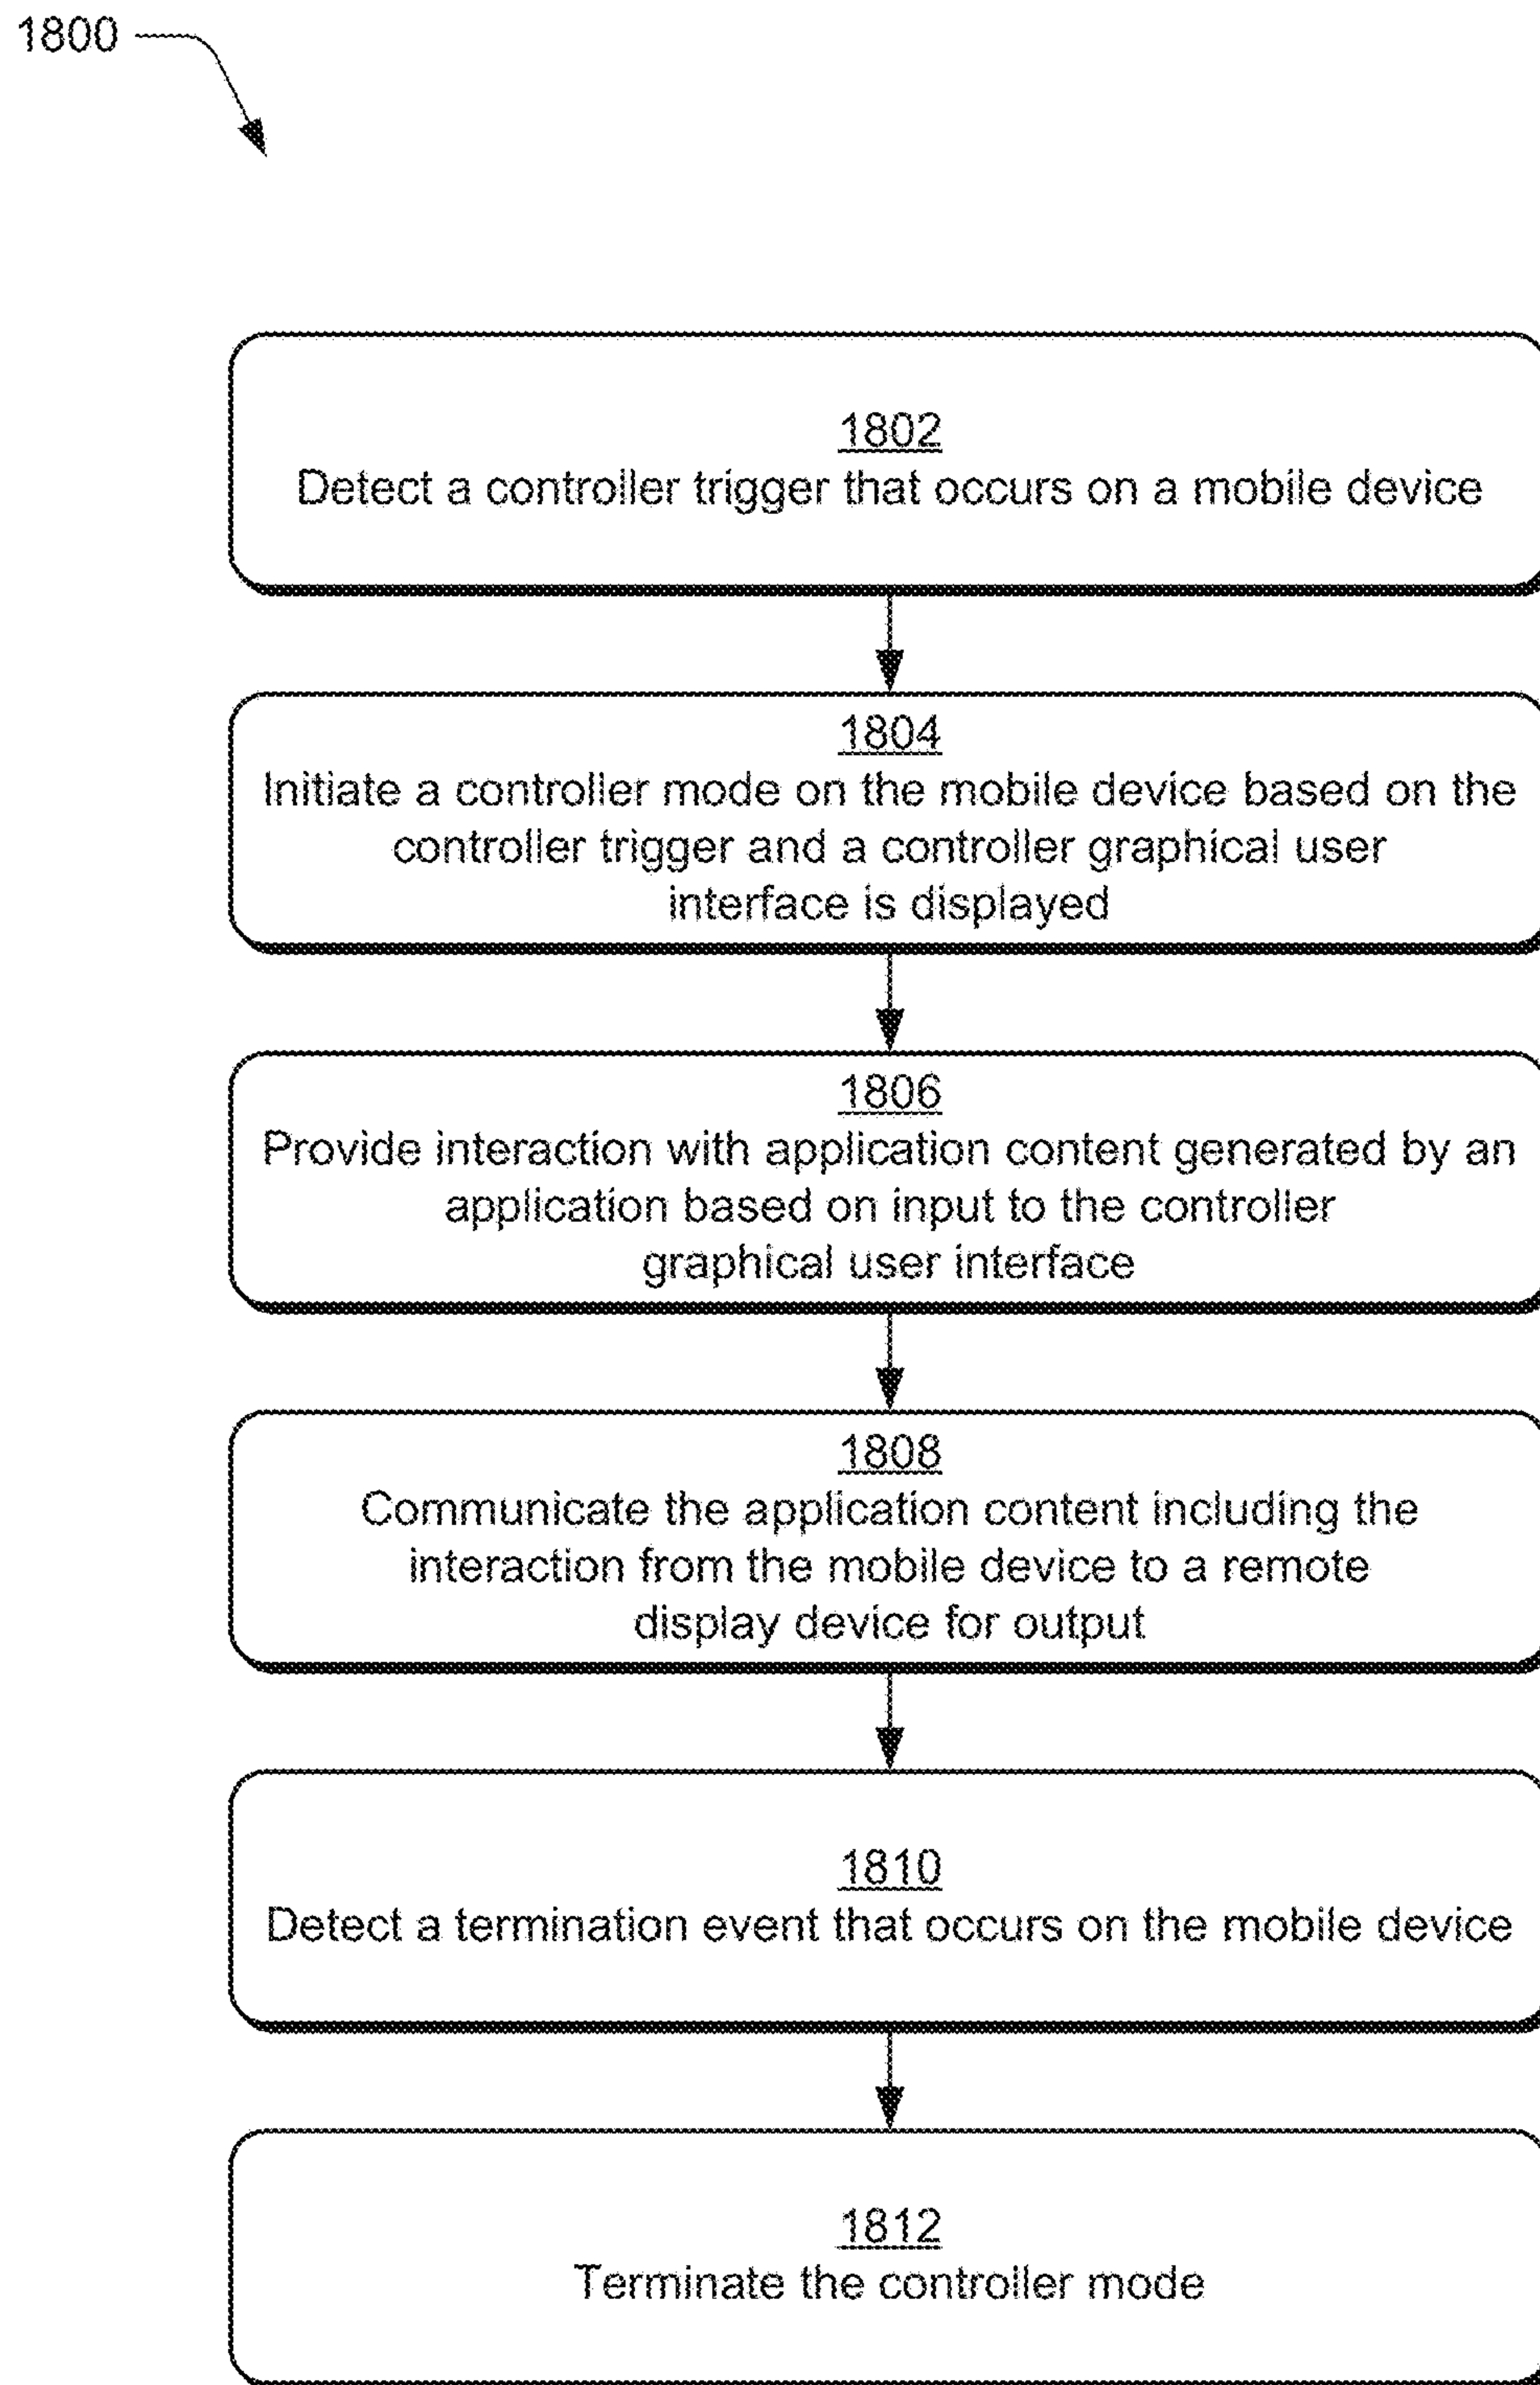 1800
1802
Detect a controller trigger that occurs on a mobile device
1804
Initiate a controller mode on the mobile device based on the
controller trigger and a controller graphical user
interface is displayed
1806
Provide interaction with application content generated by an
application based on input to the controller
graphical user interface
1808
Communicate the application content including the
interaction from the mobile device to a remote
display device for output
1810
Detect a termination event that occurs on the mobile device
1812
Terminate the controller mode